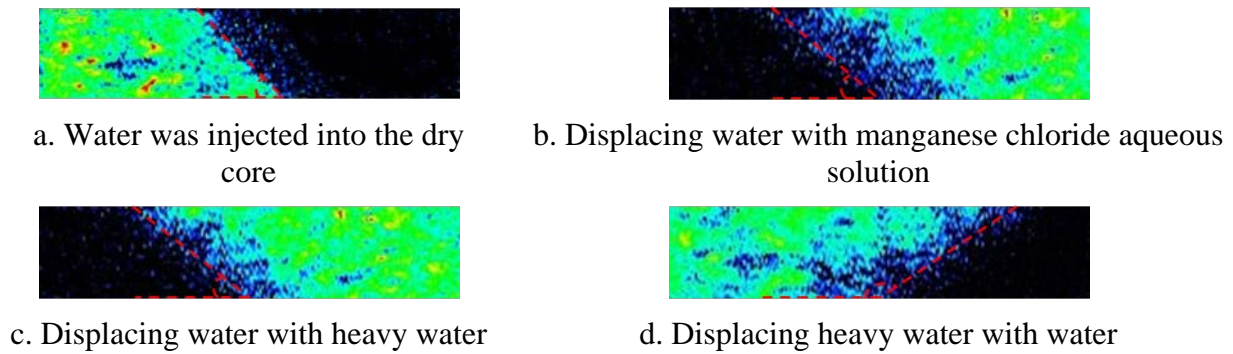 a. Water was injected into the dry
core
b. Displacing water with manganese chloride aqueous
solution
c. Displacing water with heavy water
d. Displacing heavy water with water